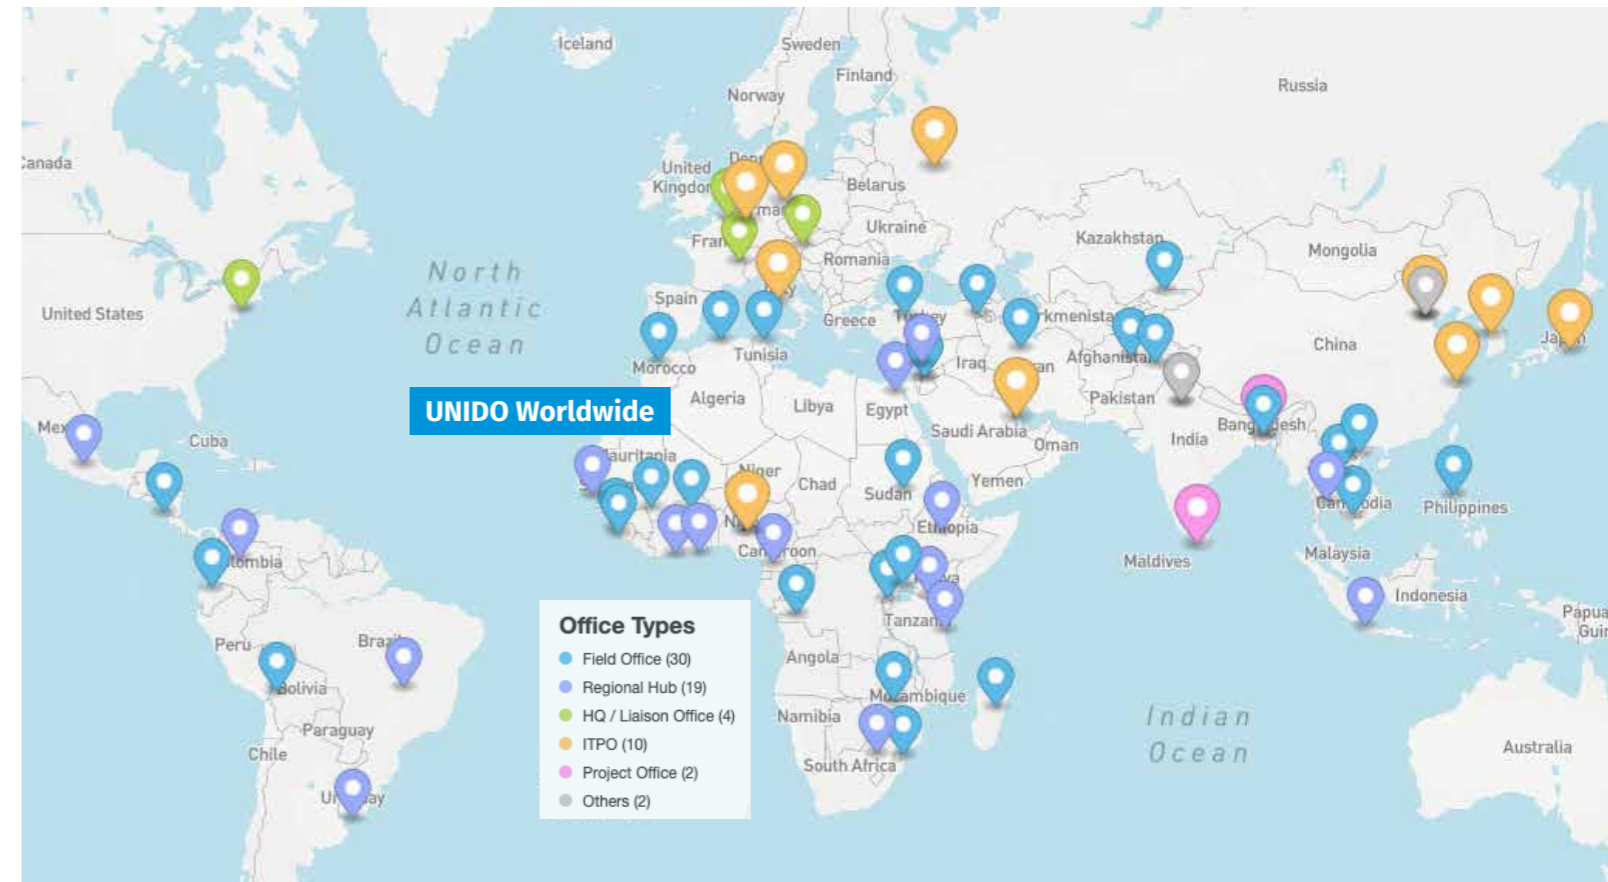 Iceland
Sweden
Finland
Russia
Norway
Canada
United
Kingdom
Belarus
Ukraine
Kazakhstan
Mongolia
Romania
North
Atlantic
Ocean
Spain
United States
Greece
Turkey
China
Tunisia
Iraq
Morocco
Pakistan
UNIDO Worldwide
Algeria
Libya
Egypt
Saudi Arabia
Oman
India
Cuba
Niger
Chad
Sudan
Yemen
Ethiopia
Philippines
Maldives
Malaysia
Indonesia
Papua
Peru
Bolivia
Angola
Mozambique
Namibia
Paraguay
Chile
South Africa
Indian
Ocean
Australia
Office Types
Field Office (30)
Regional Hub (19)
HQ / Liaison Office (4)
ITPO (10)
Project Office (2)
Others (2)